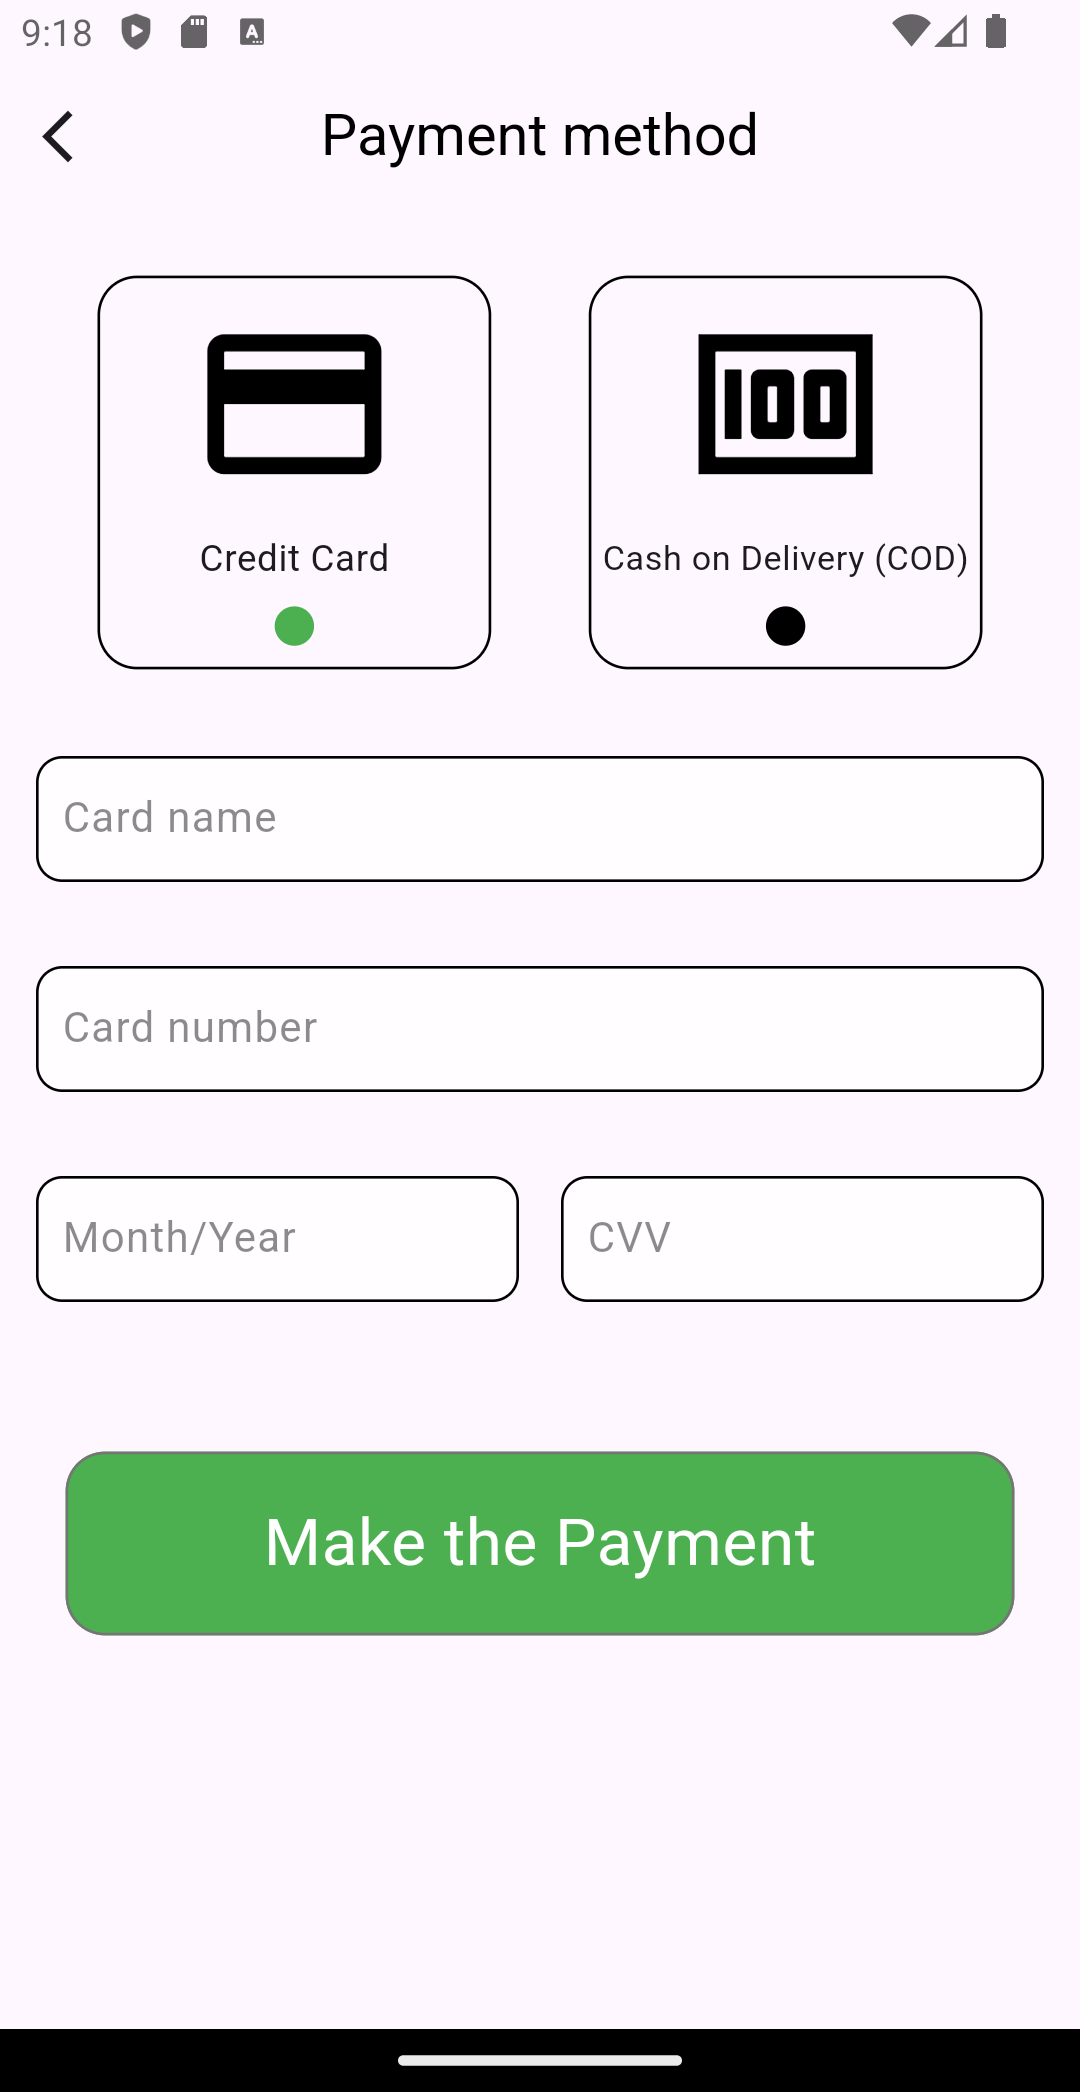 9:18
Payment method
100
Credit Card
Cash on Delivery (COD)
Card name
Card number
Month/Year
CVV
Make the Payment